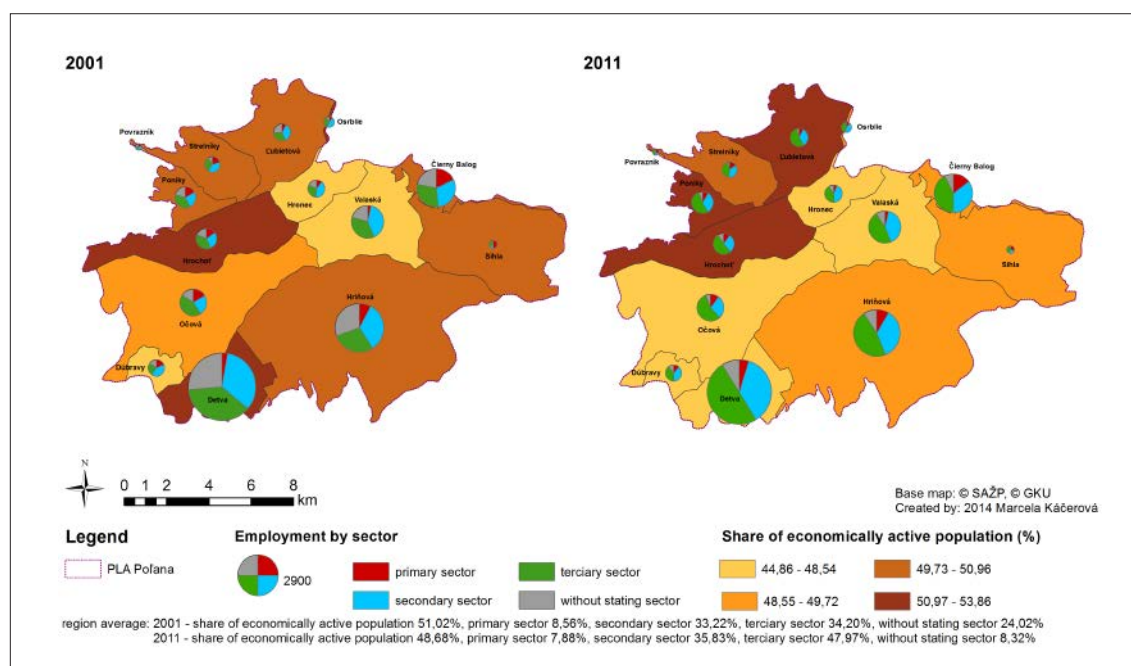 2001
Povrazník
Strelníky
Ľubietová
Osrblie
Poniky
Hronec
Valaská
Čierny Balog
Sihla
Hrochoť
Očová
Hriňová
Dúbravy
Detva
2011
Povrazník
Strelníky
Ľubietová
Osrblie
Poniky
Hronec
Valaská
Čierny Balog
Sihla
Hrochoť
Očová
Hriňová
Dúbravy
Detva
N
0 1 2 4 6 8
km
Base map: © SAŽP, © GKU
Created by: 2014 Marcela Káčerová
Legend
PLA Poľana
Employment by sector
2900
primary sector
secondary sector
terciary sector
without stating sector
Share of economically active population (%)
44,86 - 48,54
48,55 - 49,72
49,73 - 50,96
50,97 - 53,86
region average: 2001 - share of economically active population 51,02%, primary sector 8,56%, secondary sector 33,22%, terciary sector 34,20%, without stating sector 24,02%
2011 - share of economically active population 48,68%, primary sector 7,88%, secondary sector 35,83%, terciary sector 47,97%, without stating sector 8,32%